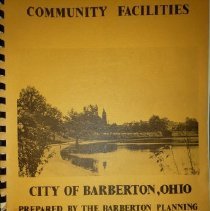 COMMUNITY FACILITIES
CITY OF BARBERTON, OHIO
PREPARED BY THE BARBERTON PLANNING